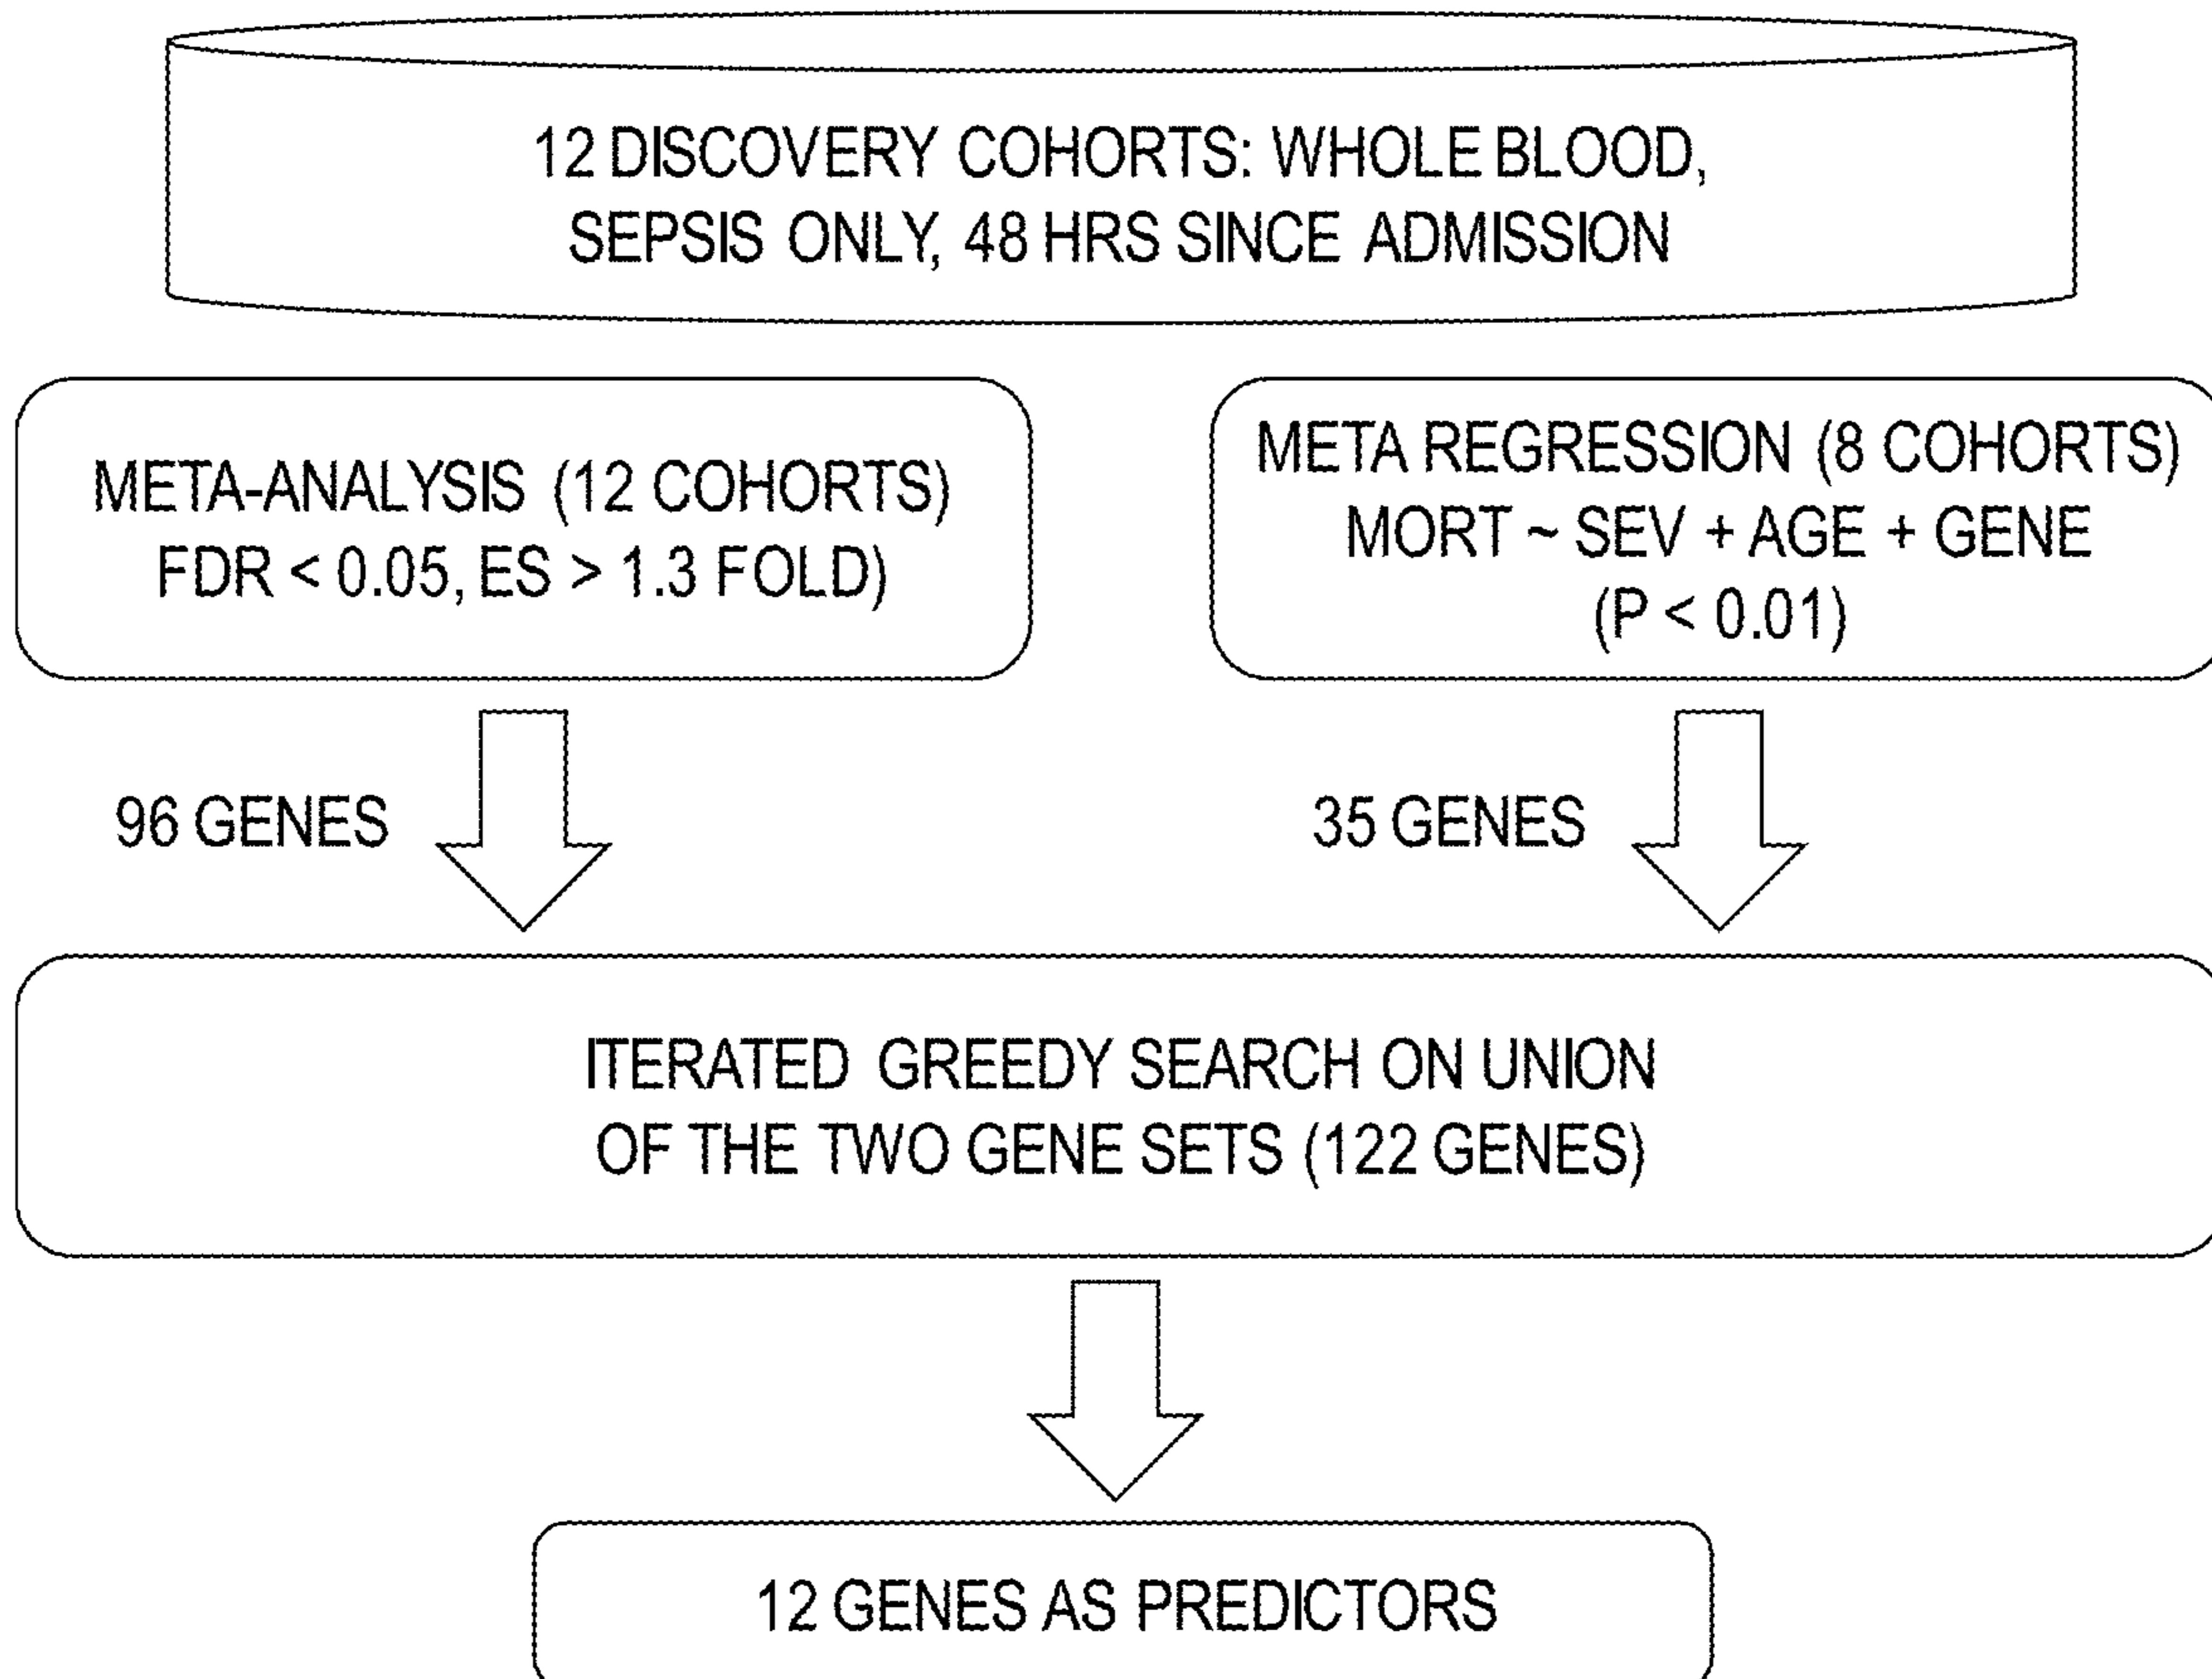 12 DISCOVERY COHORTS: WHOLE BLOOD,
SEPSIS ONLY, 48 HRS SINCE ADMISSION
META-ANALYSIS (12 COHORTS)
FDR < 0.05, ES > 1.3 FOLD)
META REGRESSION (8 COHORTS)
MORT ~ SEV + AGE + GENE
(P < 0.01)
96 GENES
35 GENES
ITERATED GREEDY SEARCH ON UNION
OF THE TWO GENE SETS (122 GENES)
12 GENES AS PREDICTORS